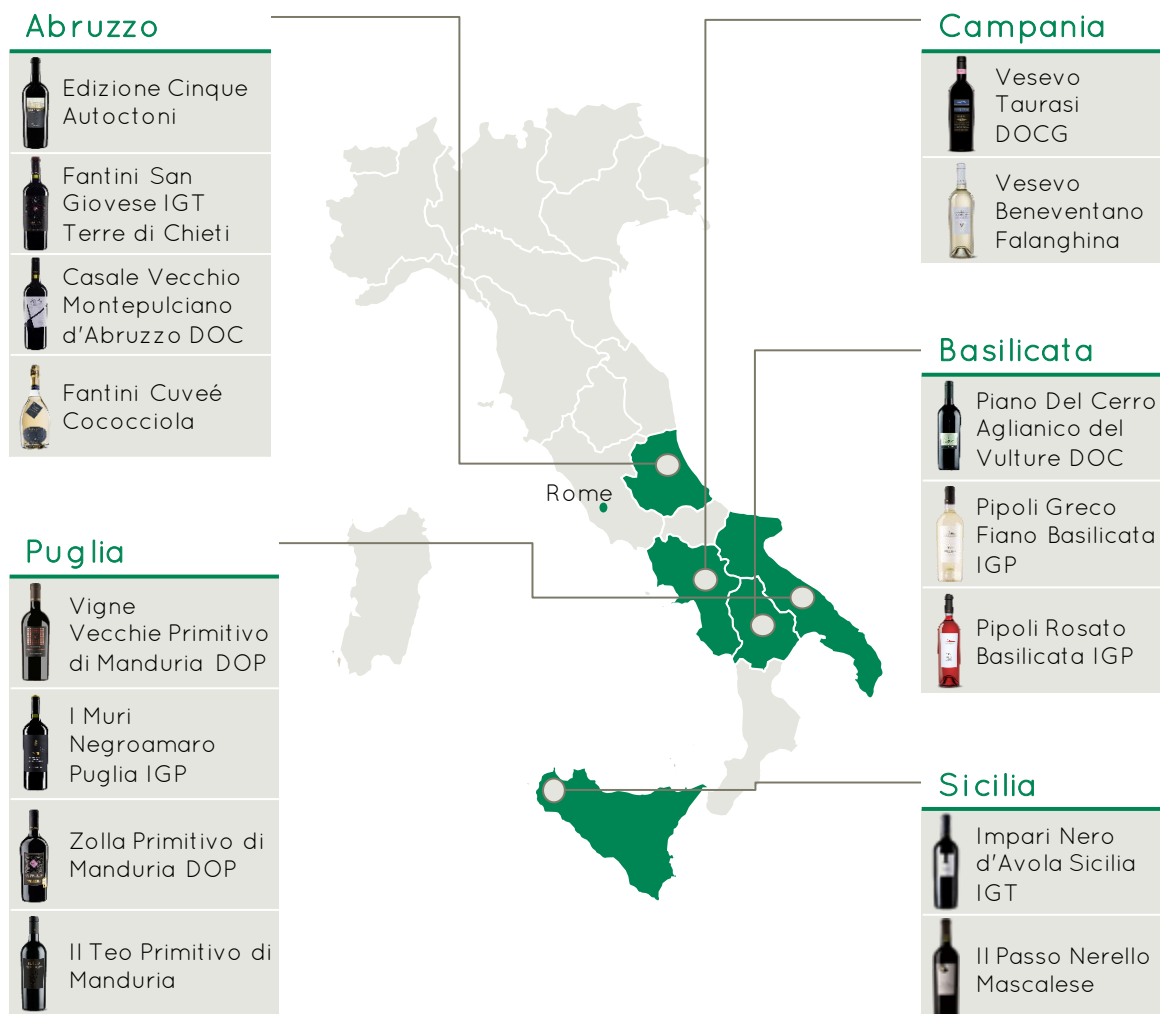 Abruzzo
Edizione Cinque
Autoctoni
Fantini San
Giovese IGT
Terre di Chieti
Casale Vecchio
Montepulciano
d'Abruzzo DOC
Fantini Cuveé
Cococciola
Puglia
Vigne
Vecchie Primitivo
di Manduria DOP
I Muri
Negroamaro
Puglia IGP
Zolla Primitivo di
Manduria DOP
Il Teo Primitivo di
Manduria
Rome
Campania
Vesevo
Taurasi
DOCG
Vesevo
Beneventano
Falanghina
Basilicata
Piano Del Cerro
Aglianico del
Vulture DOC
Pipoli Greco
Fiano Basilicata
IGP
Pipoli Rosato
Basilicata IGP
Sicilia
Impari Nero
d'Avola Sicilia
IGT
Il Passo Nerello
Mascalese